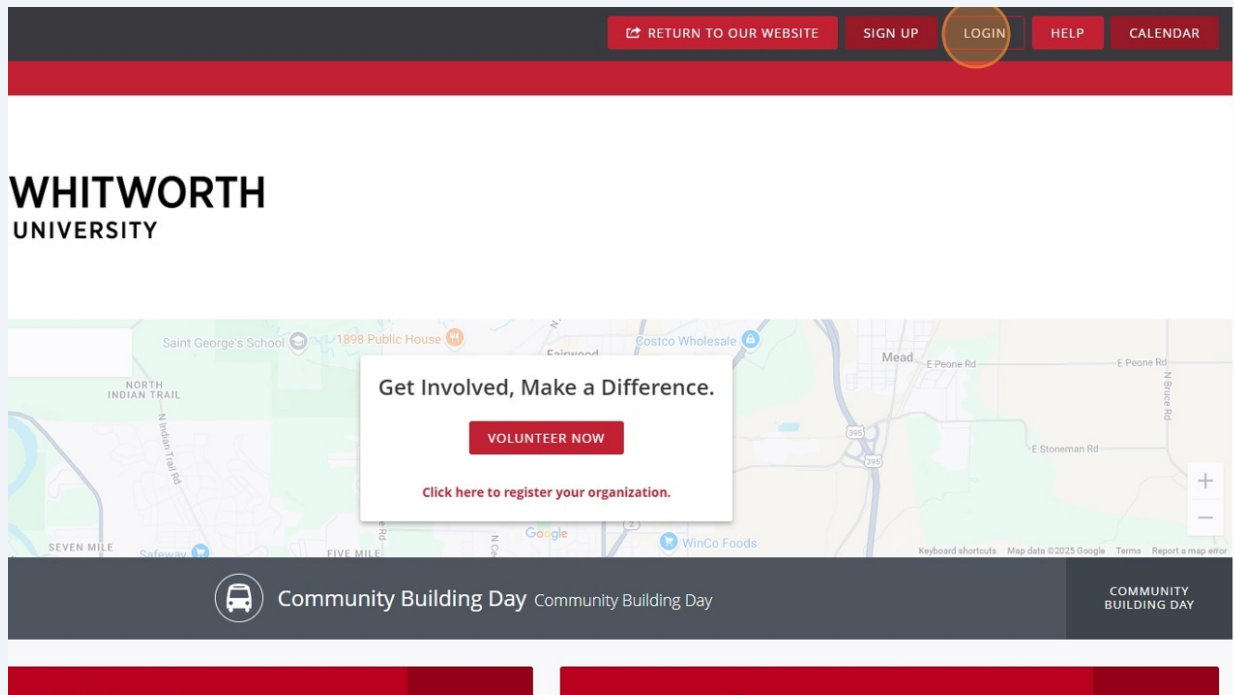 RETURN TO OUR WEBSITE
SIGN UP
LOGIN
HELP
CALENDAR
WHITWORTH
UNIVERSITY
Saint George's School
1898 Public House
Fairwood
Costco Wholesale
Mead
E Peone Rd
E Peone Rd
NORTH
INDIAN TRAIL
N Indian Trail Rd
N Bruce Rd
Get Involved, Make a Difference.
VOLUNTEER NOW
Click here to register your organization.
395
395
E Stoneman Rd
SEVEN MILE
Safeway
FIVE MILE
Google
2
WinCo Foods
Keyboard shortcuts
Map data ©2025 Google
Terms
Report a map error
Community Building Day Community Building Day
COMMUNITY
BUILDING DAY